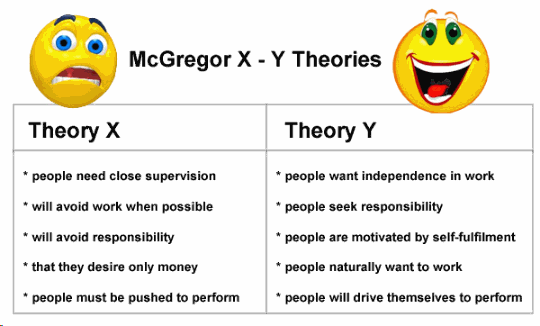 McGregor X - Y Theories
Theory X
* people need close supervision
* will avoid work when possible
* will avoid responsibility
* that they desire only money
* people must be pushed to perform
Theory Y
* people want independence in work
* people seek responsibility
* people are motivated by self-fulfilment
* people naturally want to work
* people will drive themselves to perform